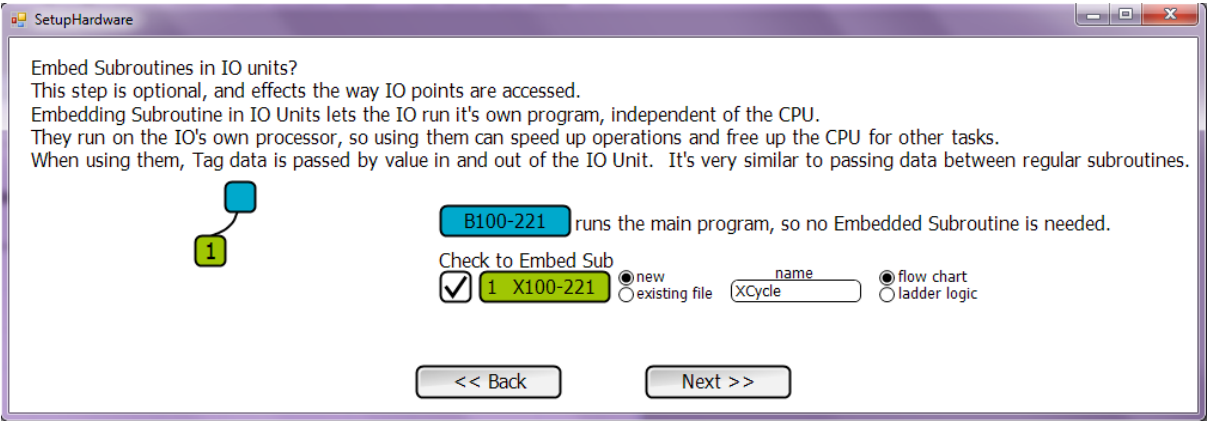 SetupHardware
Embed Subroutines in IO units?
This step is optional, and effects the way IO points are accessed.
Embedding Subroutine in IO Units lets the IO run it's own program, independent of the CPU.
They run on the IO's own processor, so using them can speed up operations and free up the CPU for other tasks.
When using them, Tag data is passed by value in and out of the IO Unit.  It's very similar to passing data between regular subroutines.
1
B100-221 runs the main program, so no Embedded Subroutine is needed.
Check to Embed Sub
1 X100-221
new
existing file
name
XCycle
flow chart
ladder logic
<< Back
Next >>